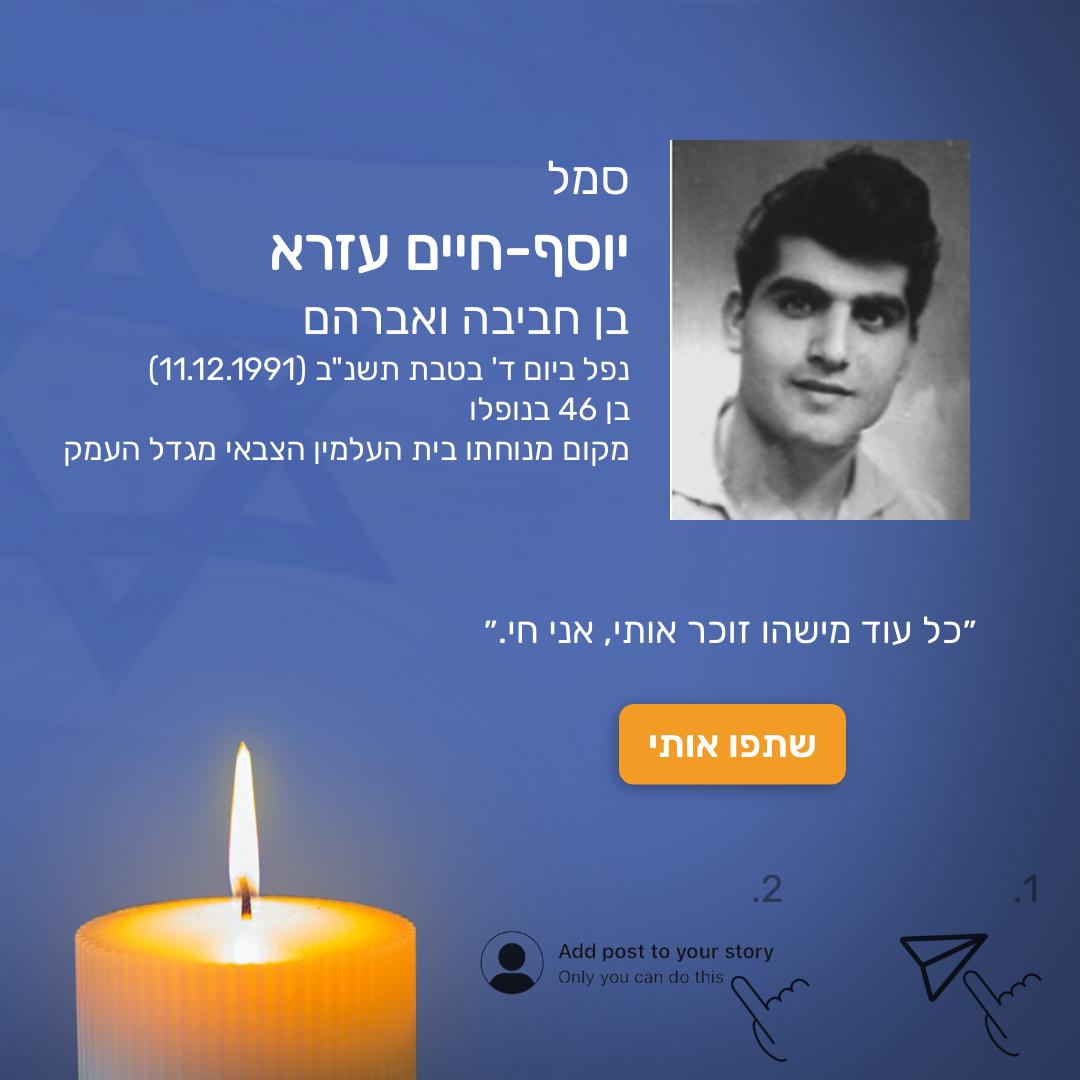 סמל
יוסף-חיים עזרא
בן חביבה ואברהם
נפל ביום ד' בטבת תשנ"ב (11.12.1991)
בן 46 בנופלו
מקום מנוחתו בית העלמין הצבאי מגדל העמק
״כל עוד מישהו זוכר אותי, אני חי.״
שתפו אותי
1.
2.
Add post to your story
Only you can do this